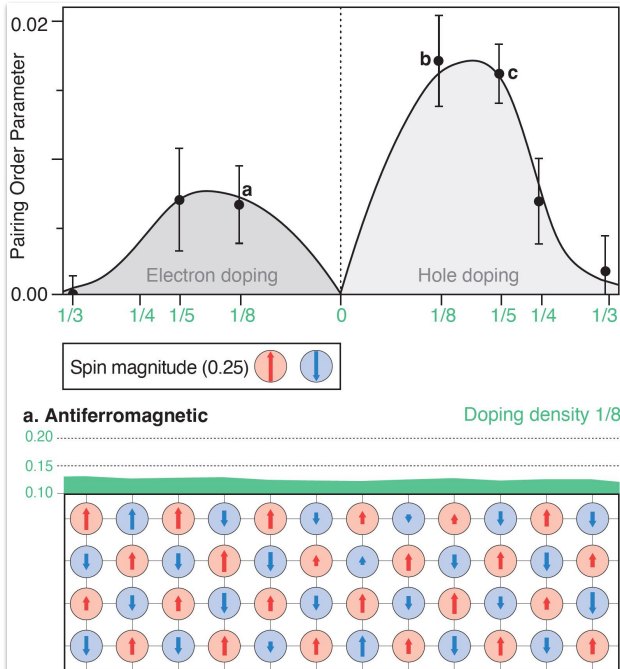 0.02
Pairing Order Parameter
0.00
b
c
a
Electron doping
Hole doping
1/3 1/4 1/5 1/8 0 1/8 1/5 1/4 1/3
Spin magnitude (0.25)
a. Antiferromagnetic Doping density 1/8
0.20
0.15
0.10